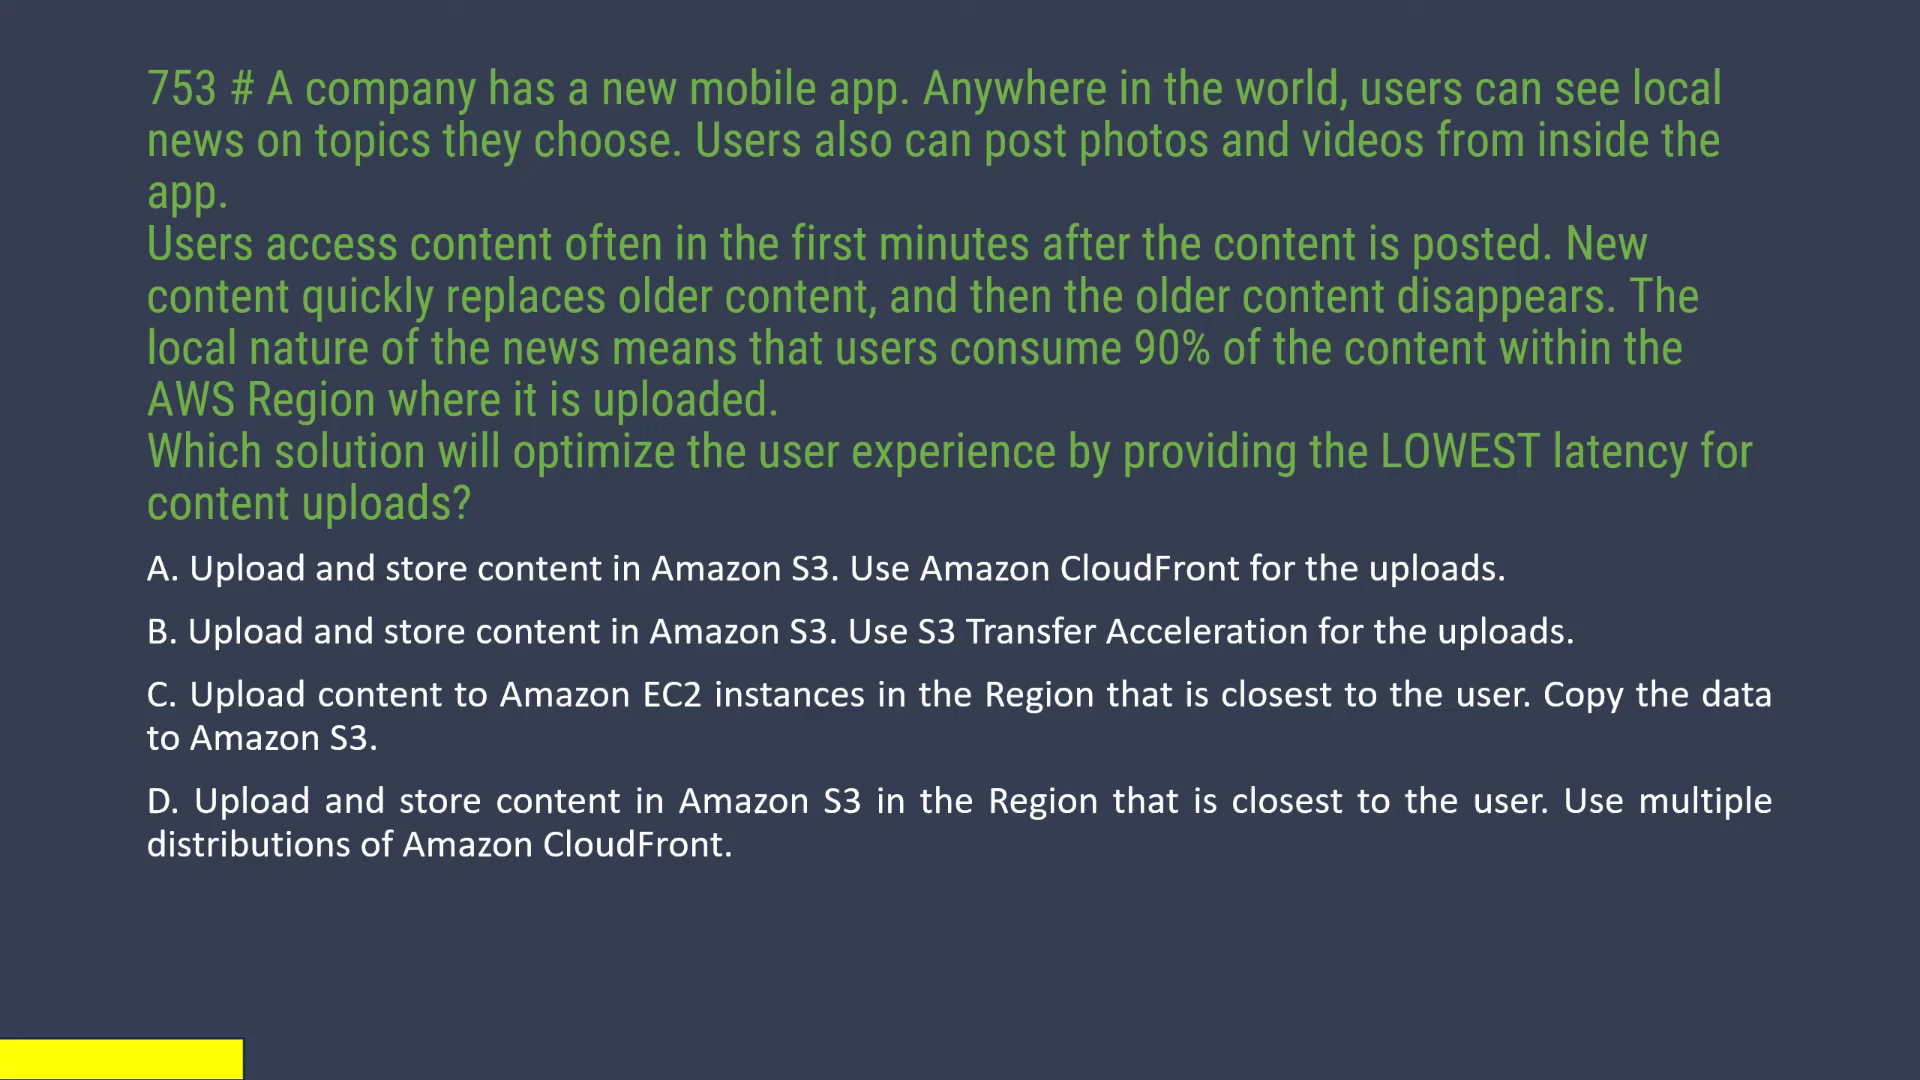 753 # A company has a new mobile app. Anywhere in the world, users can see local
news on topics they choose. Users also can post photos and videos from inside the
app.
Users access content often in the first minutes after the content is posted. New
content quickly replaces older content, and then the older content disappears. The
local nature of the news means that users consume 90% of the content within the
AWS Region where it is uploaded.
Which solution will optimize the user experience by providing the LOWEST latency for
content uploads?
A. Upload and store content in Amazon S3. Use Amazon CloudFront for the uploads.
B. Upload and store content in Amazon S3. Use S3 Transfer Acceleration for the uploads.
C. Upload content to Amazon EC2 instances in the Region that is closest to the user. Copy the data
to Amazon S3.
D. Upload and store content in Amazon S3 in the Region that is closest to the user. Use multiple
distributions of Amazon CloudFront.